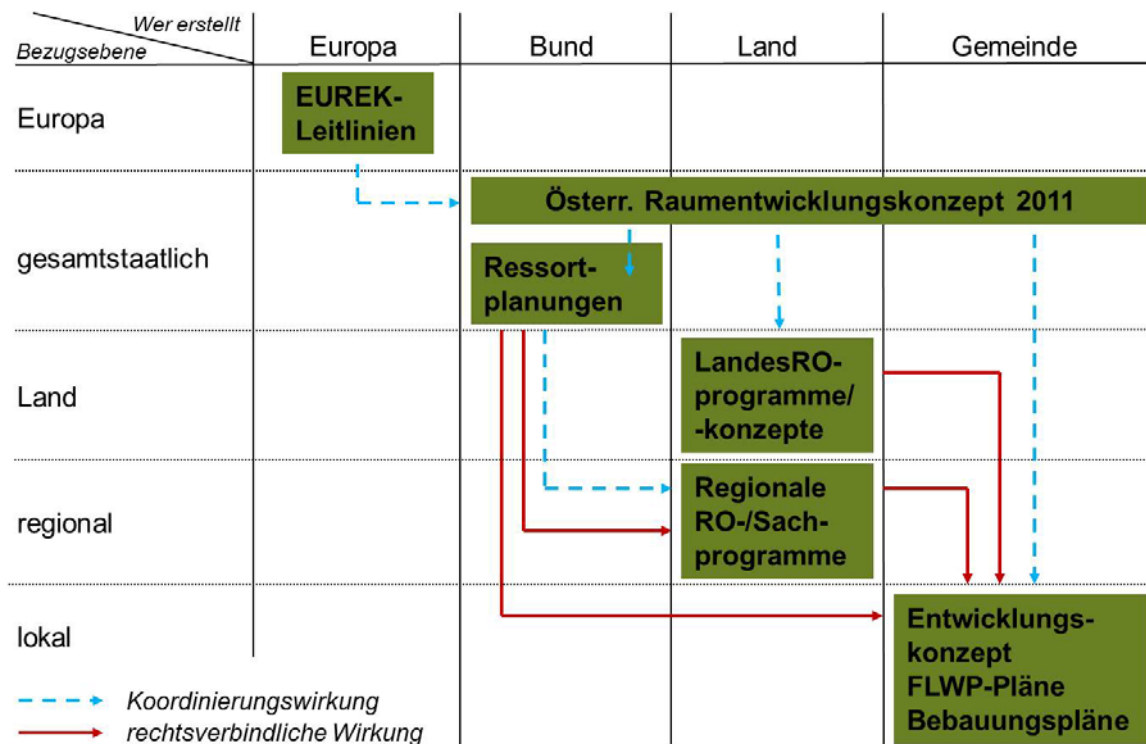 Wer erstellt
Bezugsebene
Europa
Bund
Land
Gemeinde
Europa
EUREK-
Leitlinien
gesamtstaatlich
Österr. Raumentwicklungskonzept 2011
Ressort-
planungen
Land
LandesRO-
programme/
-konzepte
regional
Regionale
RO-/Sach-
programme
lokal
Entwicklungs-
konzept
FLWP-Pläne
Bebauungspläne
Koordinierungswirkung
rechtsverbindliche Wirkung